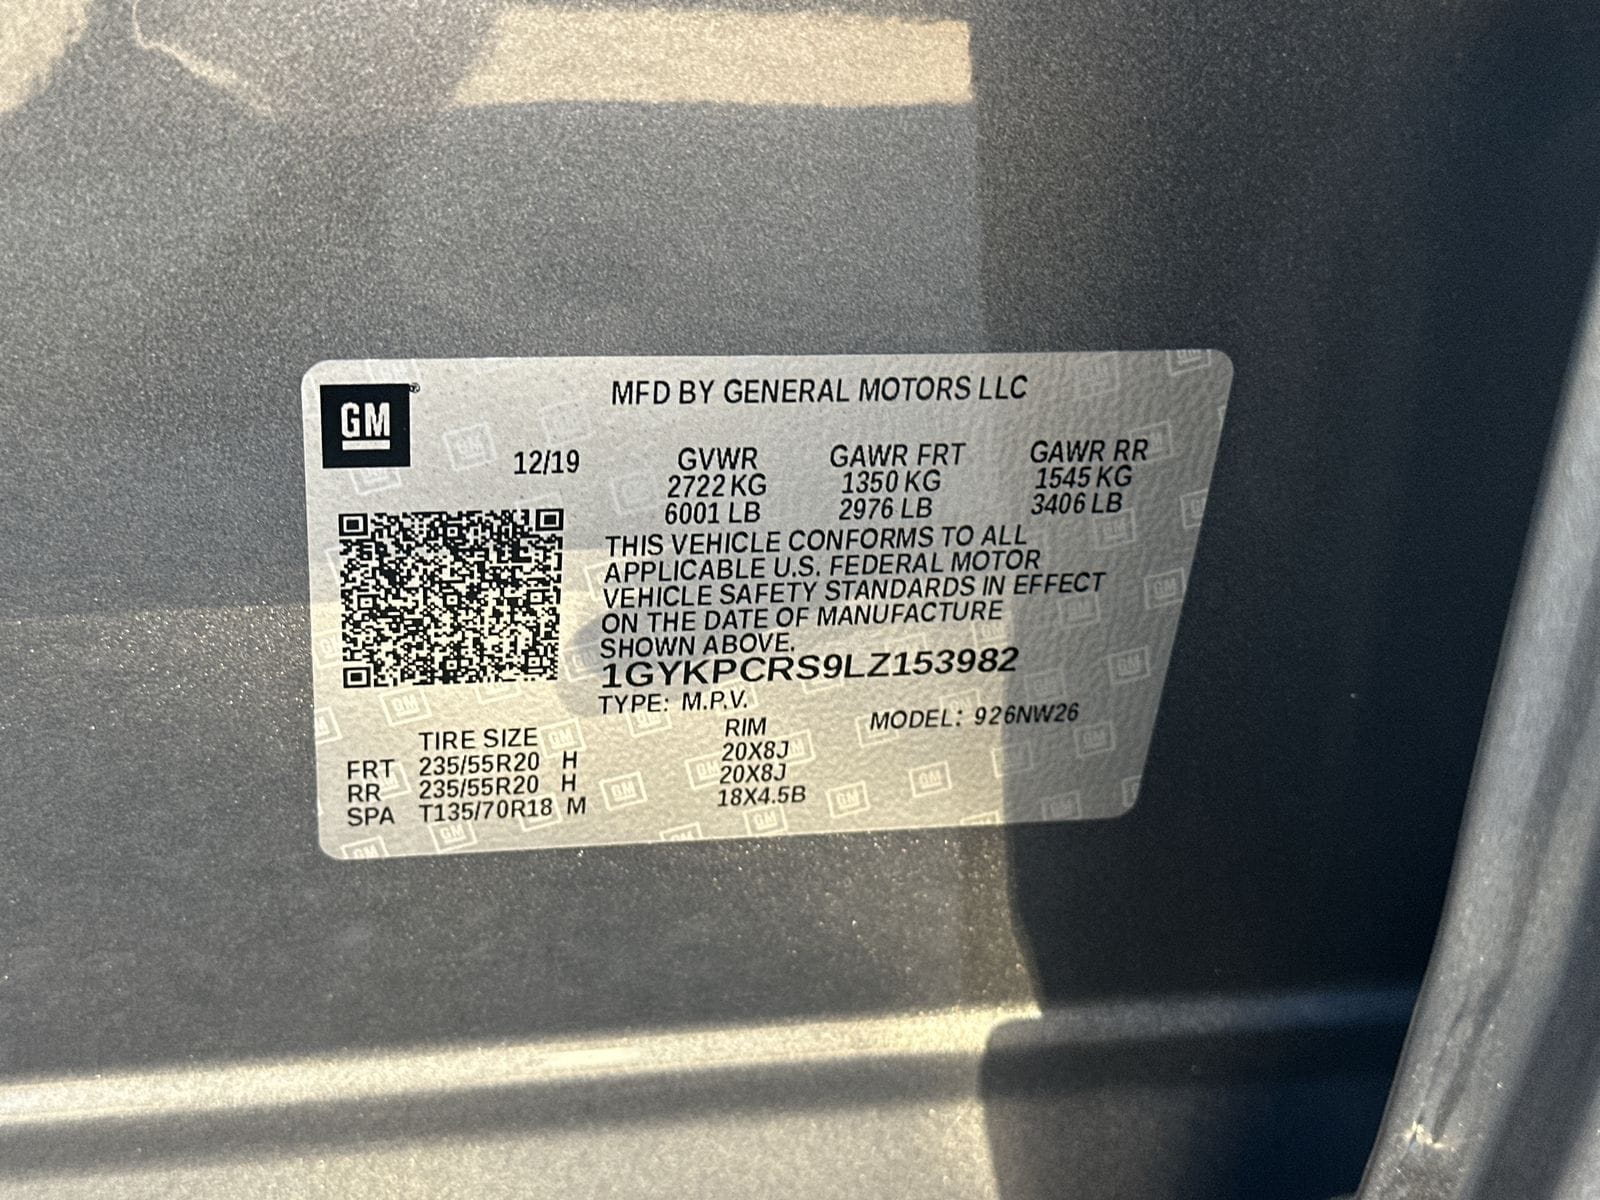 GM
MFD BY GENERAL MOTORS LLC
12/19
GVWR GAWR FRT GAWR RR
2722 KG 1350 KG 1545 KG
6001 LB 2976 LB 3406 LB
THIS VEHICLE CONFORMS TO ALL
APPLICABLE U.S. FEDERAL MOTOR
VEHICLE SAFETY STANDARDS IN EFFECT
ON THE DATE OF MANUFACTURE
SHOWN ABOVE.
1GYKPCRS9LZ153982
TYPE: M.P.V.
MODEL: 926NW26
TIRE SIZE RIM
FRT 235/55R20 H 20X8J
RR 235/55R20 H 20X8J
SPA T135/70R18 M 18X4.5B